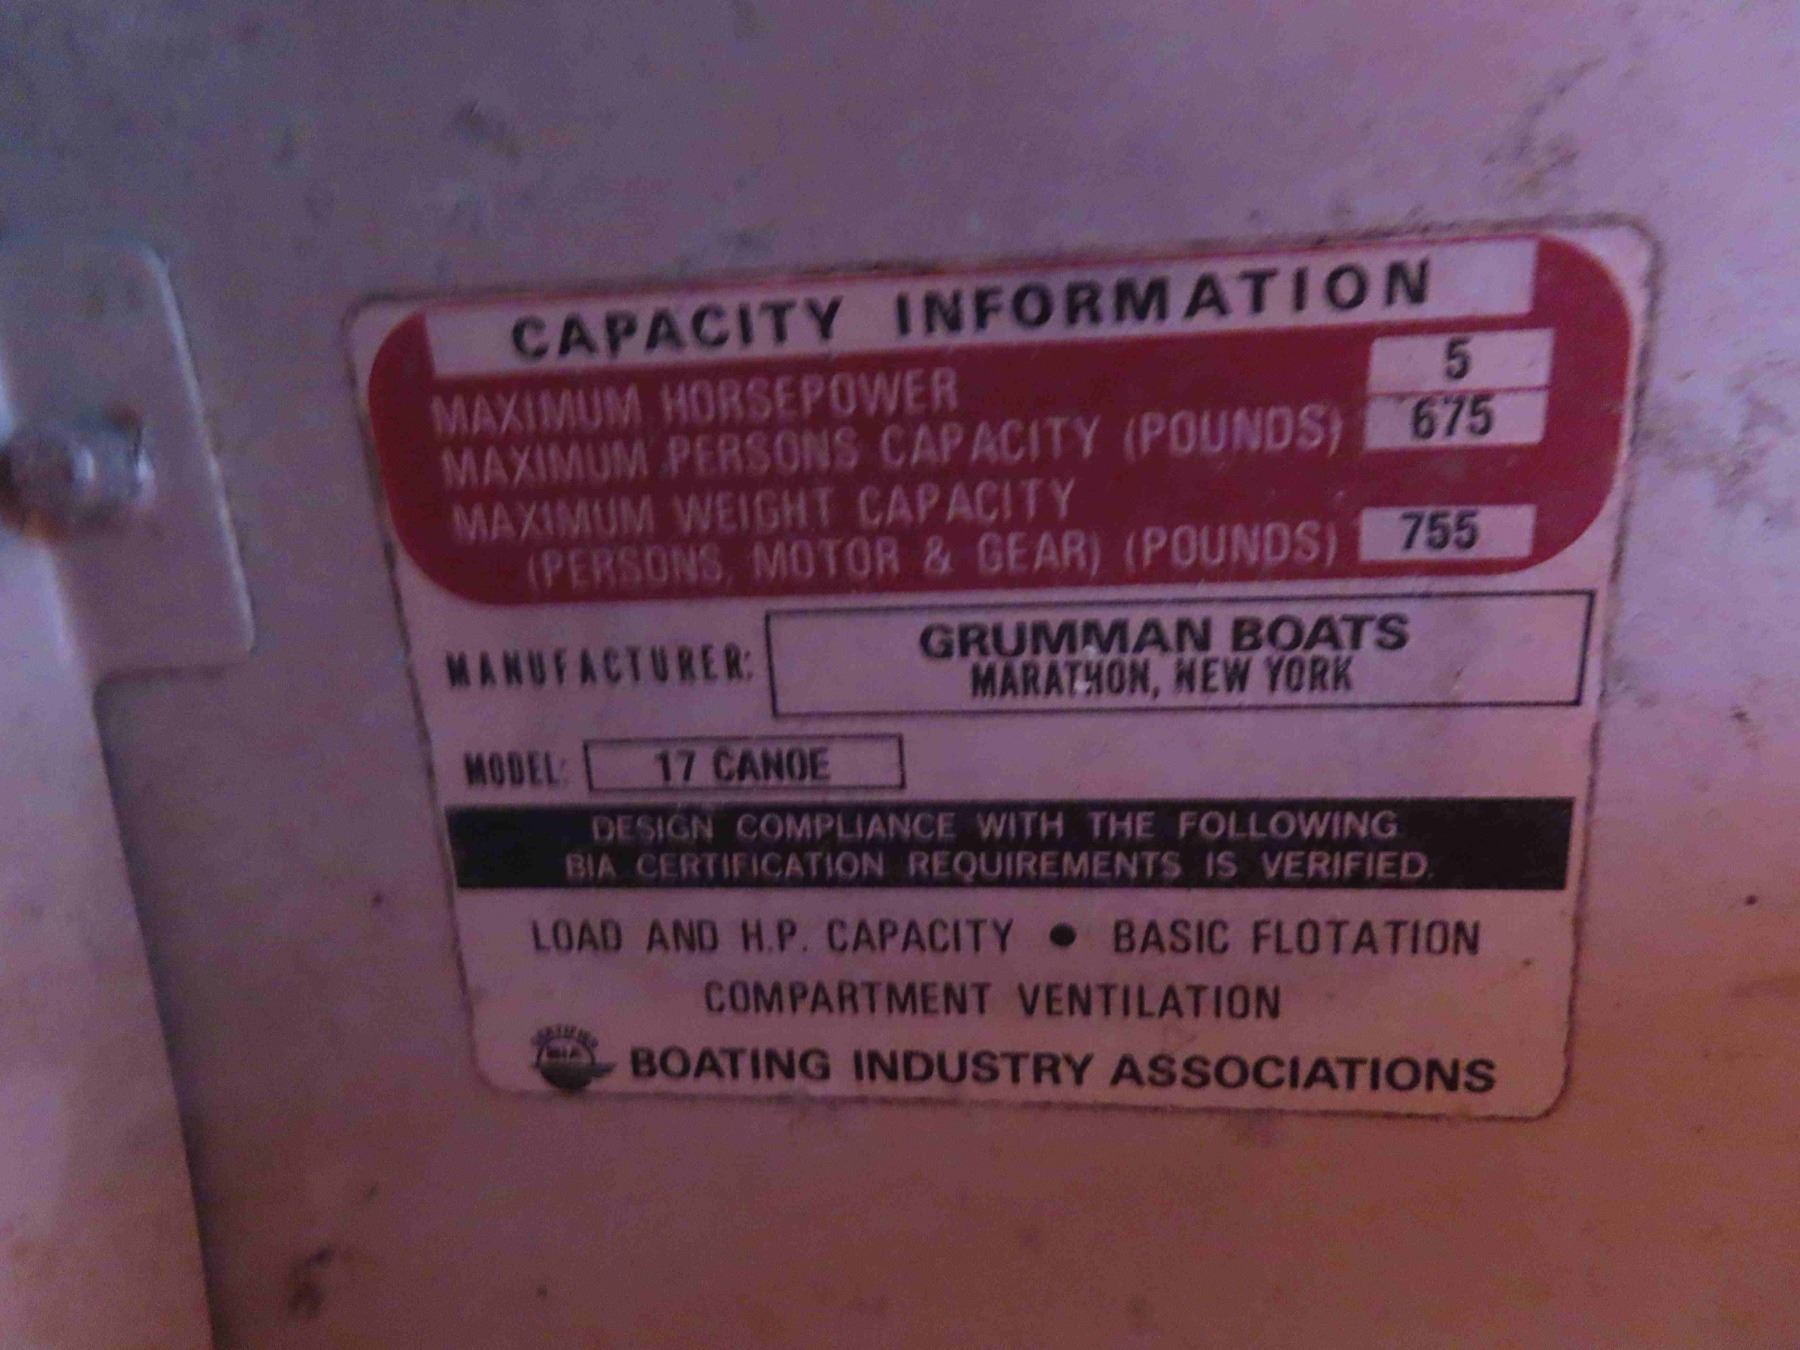 CAPACITY INFORMATION
MAXIMUM HORSEPOWER 5
MAXIMUM PERSONS CAPACITY (POUNDS) 675
MAXIMUM WEIGHT CAPACITY
(PERSONS, MOTOR & GEAR) (POUNDS) 755
MANUFACTURER: GRUMMAN BOATS
MARATHON, NEW YORK
MODEL: 17 CANOE
DESIGN COMPLIANCE WITH THE FOLLOWING
BIA CERTIFICATION REQUIREMENTS IS VERIFIED.
LOAD AND H.P. CAPACITY • BASIC FLOTATION
COMPARTMENT VENTILATION
CERTIFIED
BIA
BOATING INDUSTRY ASSOCIATIONS